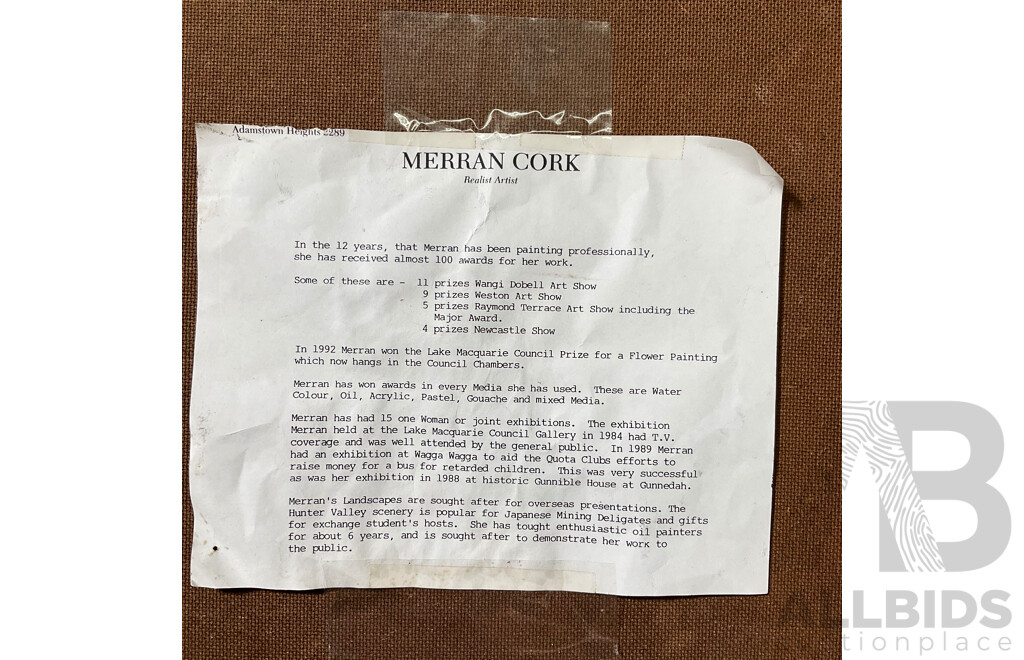 Adamstown Heights 2289
MERRAN CORK
Realist Artist
In the 12 years, that Merran has been painting professionally,
she has received almost 100 awards for her work.
Some of these are - 11 prizes Wangi Dobell Art Show
9 prizes Weston Art Show
5 prizes Raymond Terrace Art Show including the
Major Award.
4 prizes Newcastle Show
In 1992 Merran won the Lake Macquarie Council Prize for a Flower Painting
which now hangs in the Council Chambers.
Merran has won awards in every Media she has used. These are Water
Colour, Oil, Acrylic, Pastel, Gouache and mixed Media.
Merran has had 15 one Woman or joint exhibitions. The exhibition
Merran held at the Lake Macquarie Council Gallery in 1984 had T.V.
coverage and was well attended by the general public. In 1989 Merran
had an exhibition at Wagga Wagga to aid the Quota Clubs efforts to
raise money for a bus for retarded children. This was very successful
as was her exhibition in 1988 at historic Gunnible House at Gunnedah.
Merran's Landscapes are sought after for overseas presentations. The
Hunter Valley scenery is popular for Japanese Mining Deligates and gifts
for exchange student's hosts. She has tought enthusiastic oil painters
for about 6 years, and is sought after to demonstrate her work to
the public.
AB
ALLBIDS
auctionplace